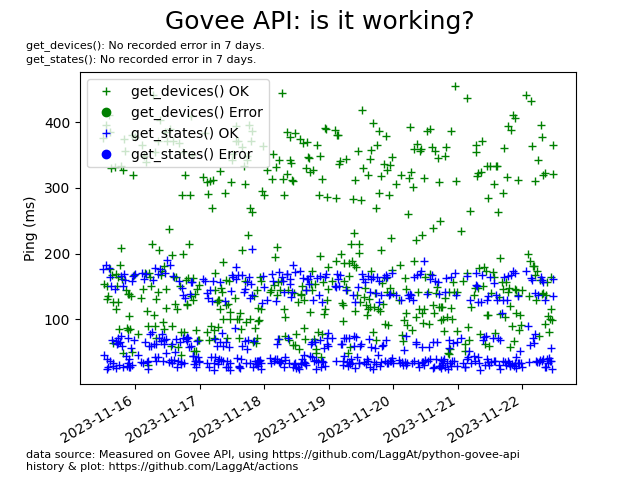 Govee API: is it working?
get_devices(): No recorded error in 7 days.
get_states(): No recorded error in 7 days.
get_devices() OK
get_devices() Error
get_states() OK
get_states() Error
Ping (ms)
400
300
200
100
2023-11-16
2023-11-17
2023-11-18
2023-11-19
2023-11-20
2023-11-21
2023-11-22
data source: Measured on Govee API, using https://github.com/LaggAt/python-govee-api
history & plot: https://github.com/LaggAt/actions